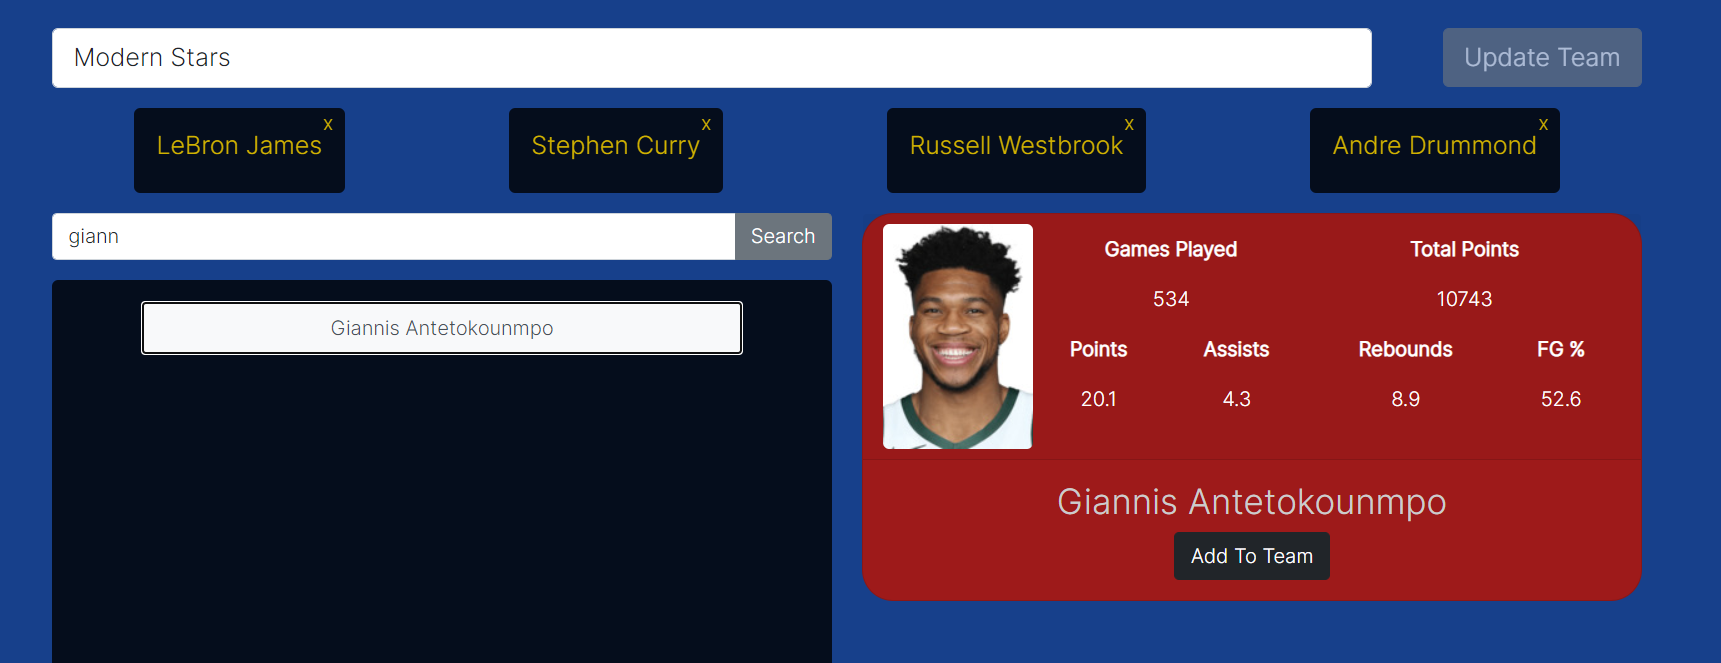 Modern Stars
Update Team
LeBron James x
Stephen Curry x
Russell Westbrook x
Andre Drummond x
giann
Search
Giannis Antetokounmpo
Games Played Total Points
534 10743
Points Assists Rebounds FG %
20.1 4.3 8.9 52.6
Giannis Antetokounmpo
Add To Team